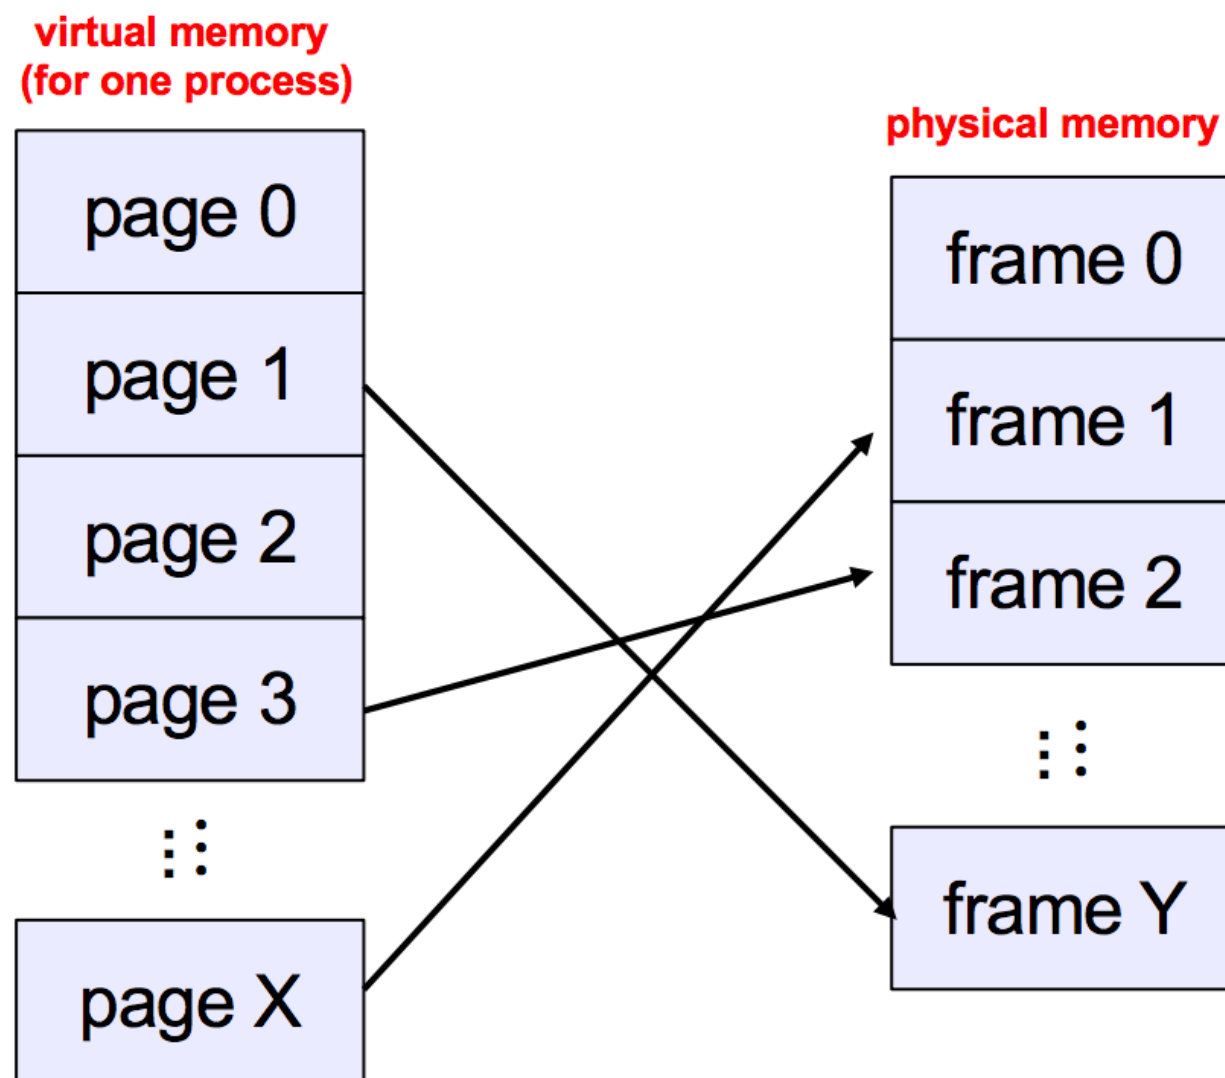 virtual memory
(for one process)
page 0
page 1
page 2
page 3
page X
physical memory
frame 0
frame 1
frame 2
frame Y